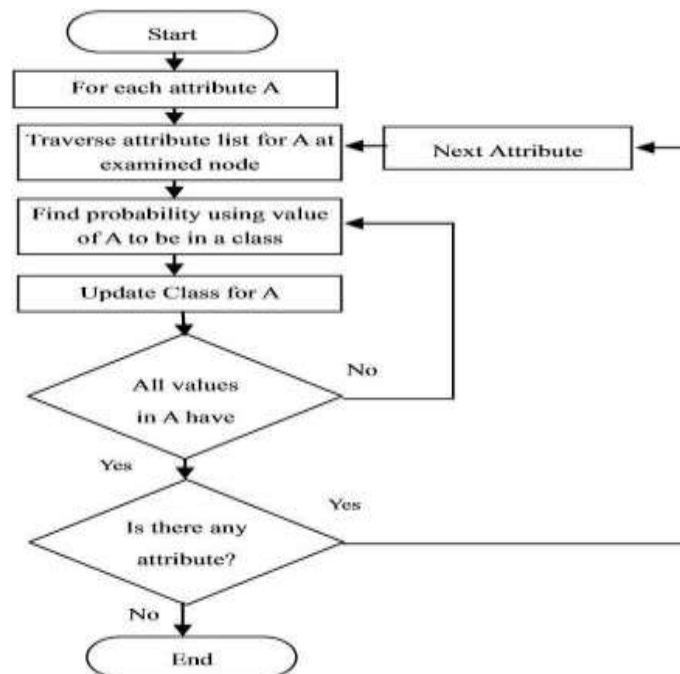 Start
For each attribute A
Traverse attribute list for A at
examined node
Next Attribute
Find probability using value
of A to be in a class
Update Class for A
No
All values
in A have
Yes
Yes
Is there any
attribute?
No
End